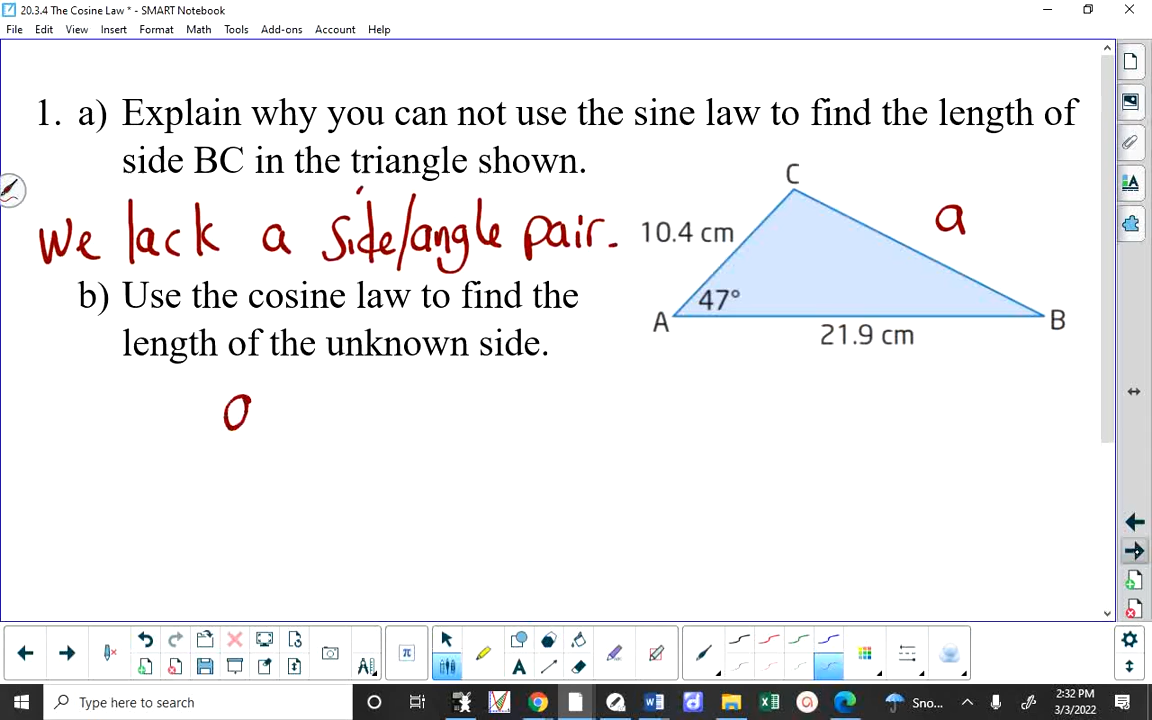 20.3.4 The Cosine Law * - SMART Notebook
File Edit View Insert Format Math Tools Add-ons Account Help
1. a) Explain why you can not use the sine law to find the length of
side BC in the triangle shown.
We lack a side/angle pair.
b) Use the cosine law to find the
length of the unknown side.
C
10.4 cm
a
47°
A
B
21.9 cm
Type here to search
Sno...
2:32 PM
3/3/2022